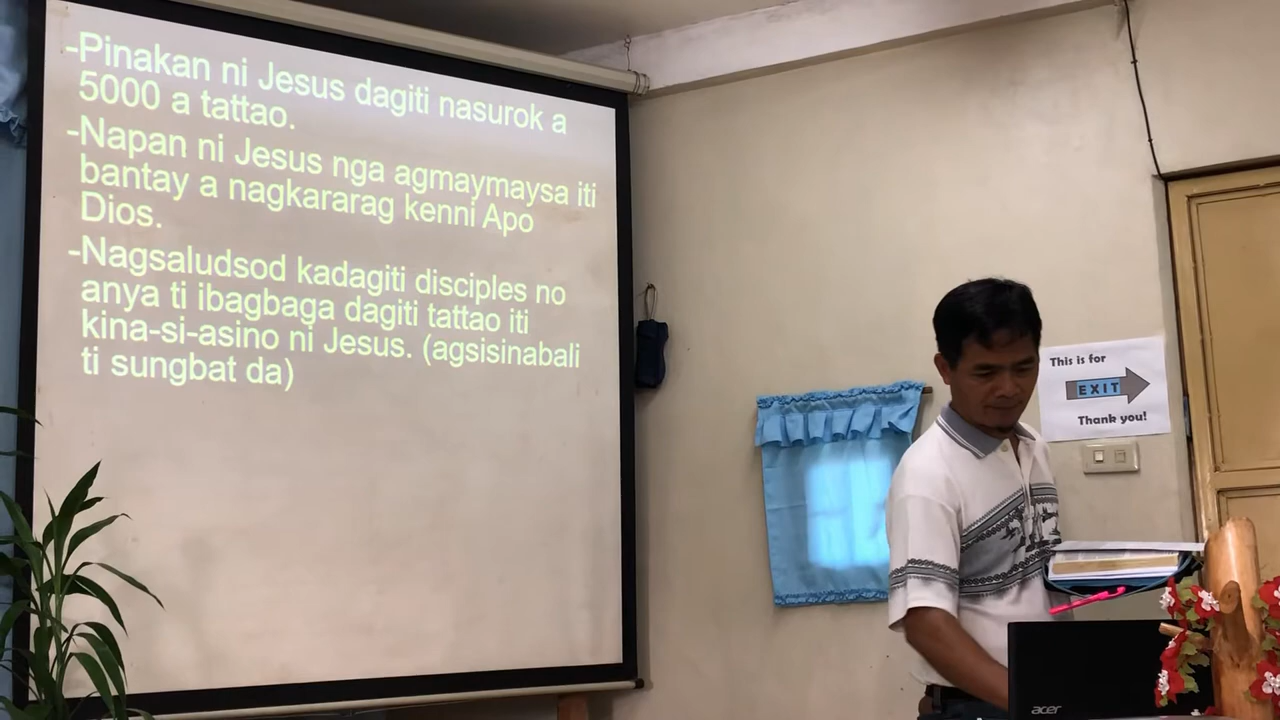 -Pinakan ni Jesus dagiti nasurok a
5000 a tattao.
-Napan ni Jesus nga agmaymaysa iti
bantay a nagkararag kenni Apo
Dios.
-Nagsaludsod kadagiti disciples no
anya ti ibagbaga dagiti tattao iti
kina-si-asino ni Jesus. (agsisinabali
ti sungbat da)
This is for
EXIT
Thank you!
acer